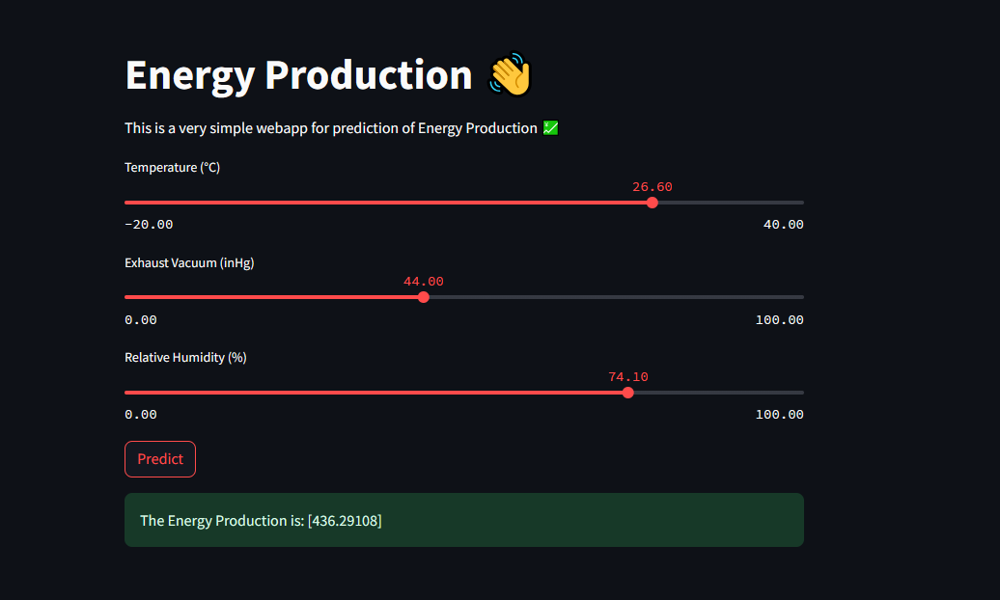 Energy Production 👋
This is a very simple webapp for prediction of Energy Production 💹
Temperature (°C)
26.60
-20.00 40.00
Exhaust Vacuum (inHg)
44.00
0.00 100.00
Relative Humidity (%)
74.10
0.00 100.00
Predict
The Energy Production is: [436.29108]